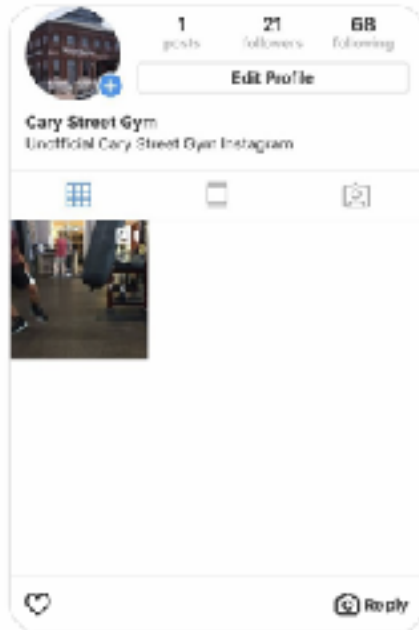 1 21 68
posts followers following
Edit Profile
Cary Street Gym
Unofficial Cary Street Gym Instagram
Reply